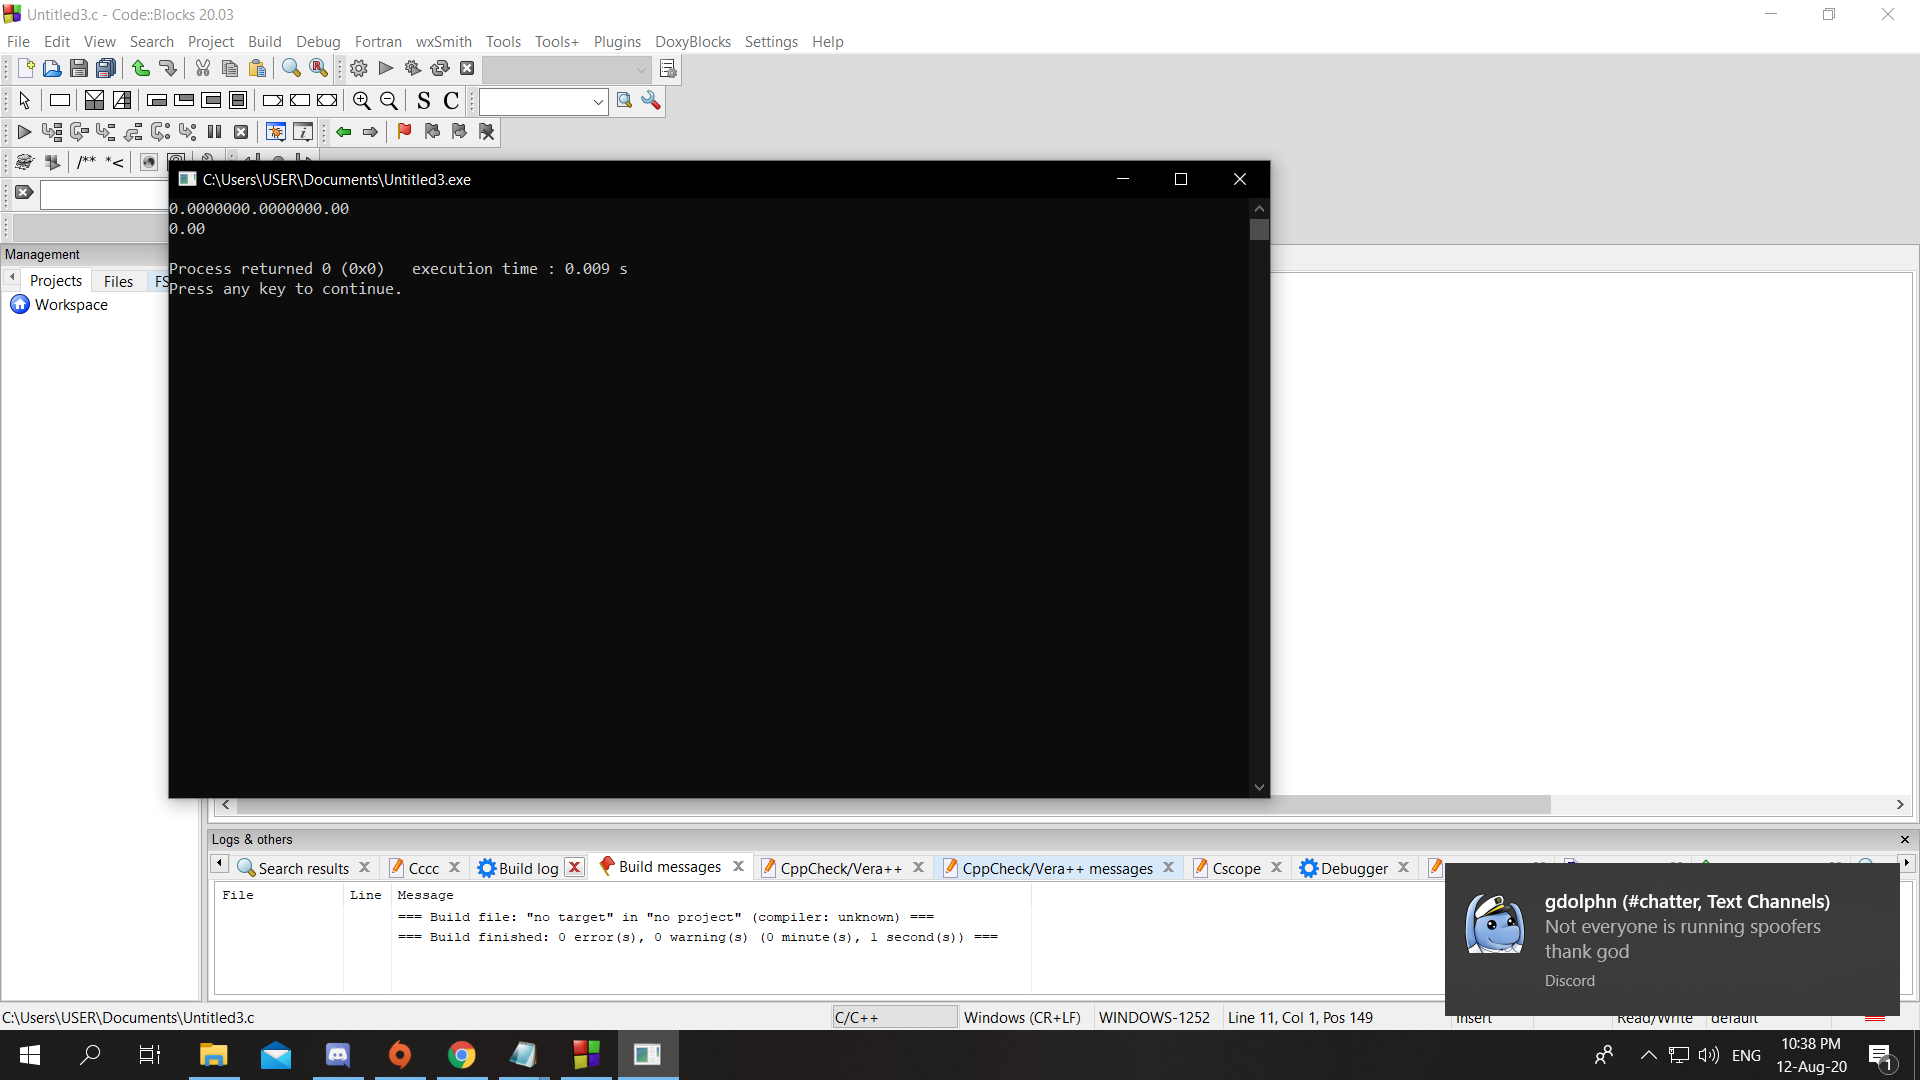 Untitled3.c - Code::Blocks 20.03
File Edit View Search Project Build Debug Fortran wxSmith Tools Tools+ Plugins DoxyBlocks Settings Help
S C
/** *<
C:\Users\USER\Documents\Untitled3.exe
0.0000000.0000000.00
0.00
Process returned 0 (0x0)   execution time : 0.009 s
Press any key to continue.
Management
Projects Files FS
Workspace
Logs & others
Search results Cccc Build log Build messages CppCheck/Vera++ CppCheck/Vera++ messages Cscope Debugger
File Line Message
=== Build file: "no target" in "no project" (compiler: unknown) ===
=== Build finished: 0 error(s), 0 warning(s) (0 minute(s), 1 second(s)) ===
gdolphn (#chatter, Text Channels)
Not everyone is running spoofers
thank god
Discord
C:\Users\USER\Documents\Untitled3.c C/C++ Windows (CR+LF) WINDOWS-1252 Line 11, Col 1, Pos 149 Insert Read/Write default
ENG
10:38 PM
12-Aug-20
1